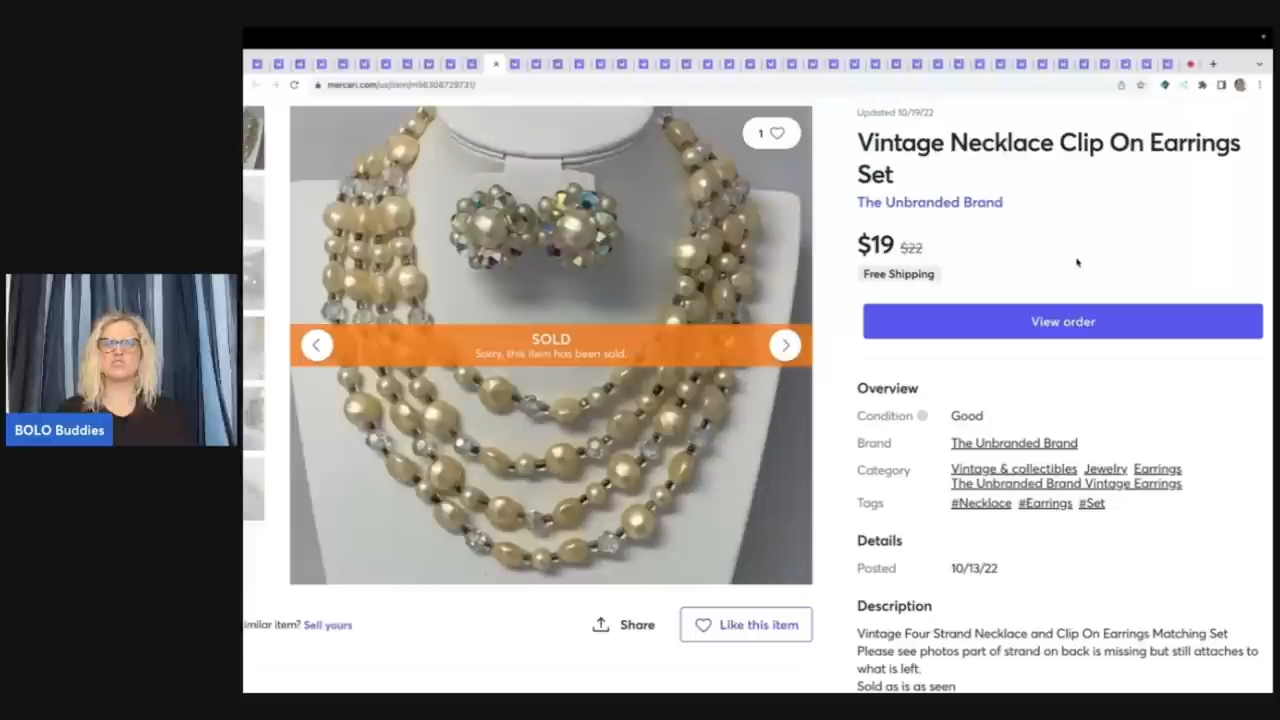 mercari.com/us/item/m66308729731/
Updated 10/19/22
Vintage Necklace Clip On Earrings
Set
The Unbranded Brand
$19 $22
Free Shipping
View order
1
SOLD
Sorry, this item has been sold.
Overview
Condition Good
Brand The Unbranded Brand
Category Vintage & collectibles Jewelry Earrings
The Unbranded Brand Vintage Earrings
Tags #Necklace #Earrings #Set
Details
Posted 10/13/22
Description
Vintage Four Strand Necklace and Clip On Earrings Matching Set
Please see photos part of strand on back is missing but still attaches to
what is left.
Sold as is as seen
imilar item? Sell yours
Share
Like this item
BOLO Buddies